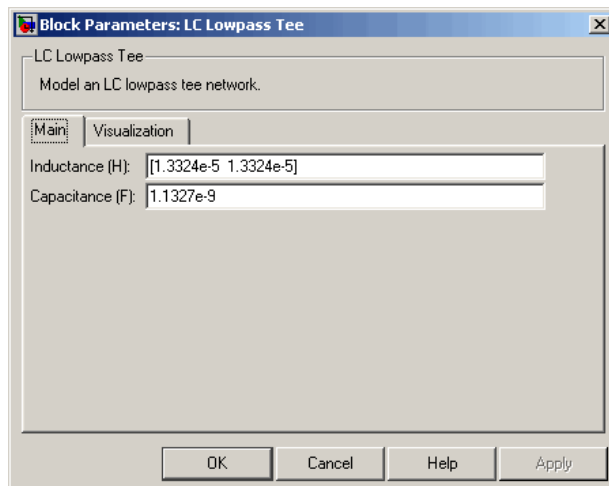 Block Parameters: LC Lowpass Tee
LC Lowpass Tee
Model an LC lowpass tee network.
Main Visualization
Inductance (H): [1.3324e-5 1.3324e-5]
Capacitance (F): 1.1327e-9
OK Cancel Help Apply